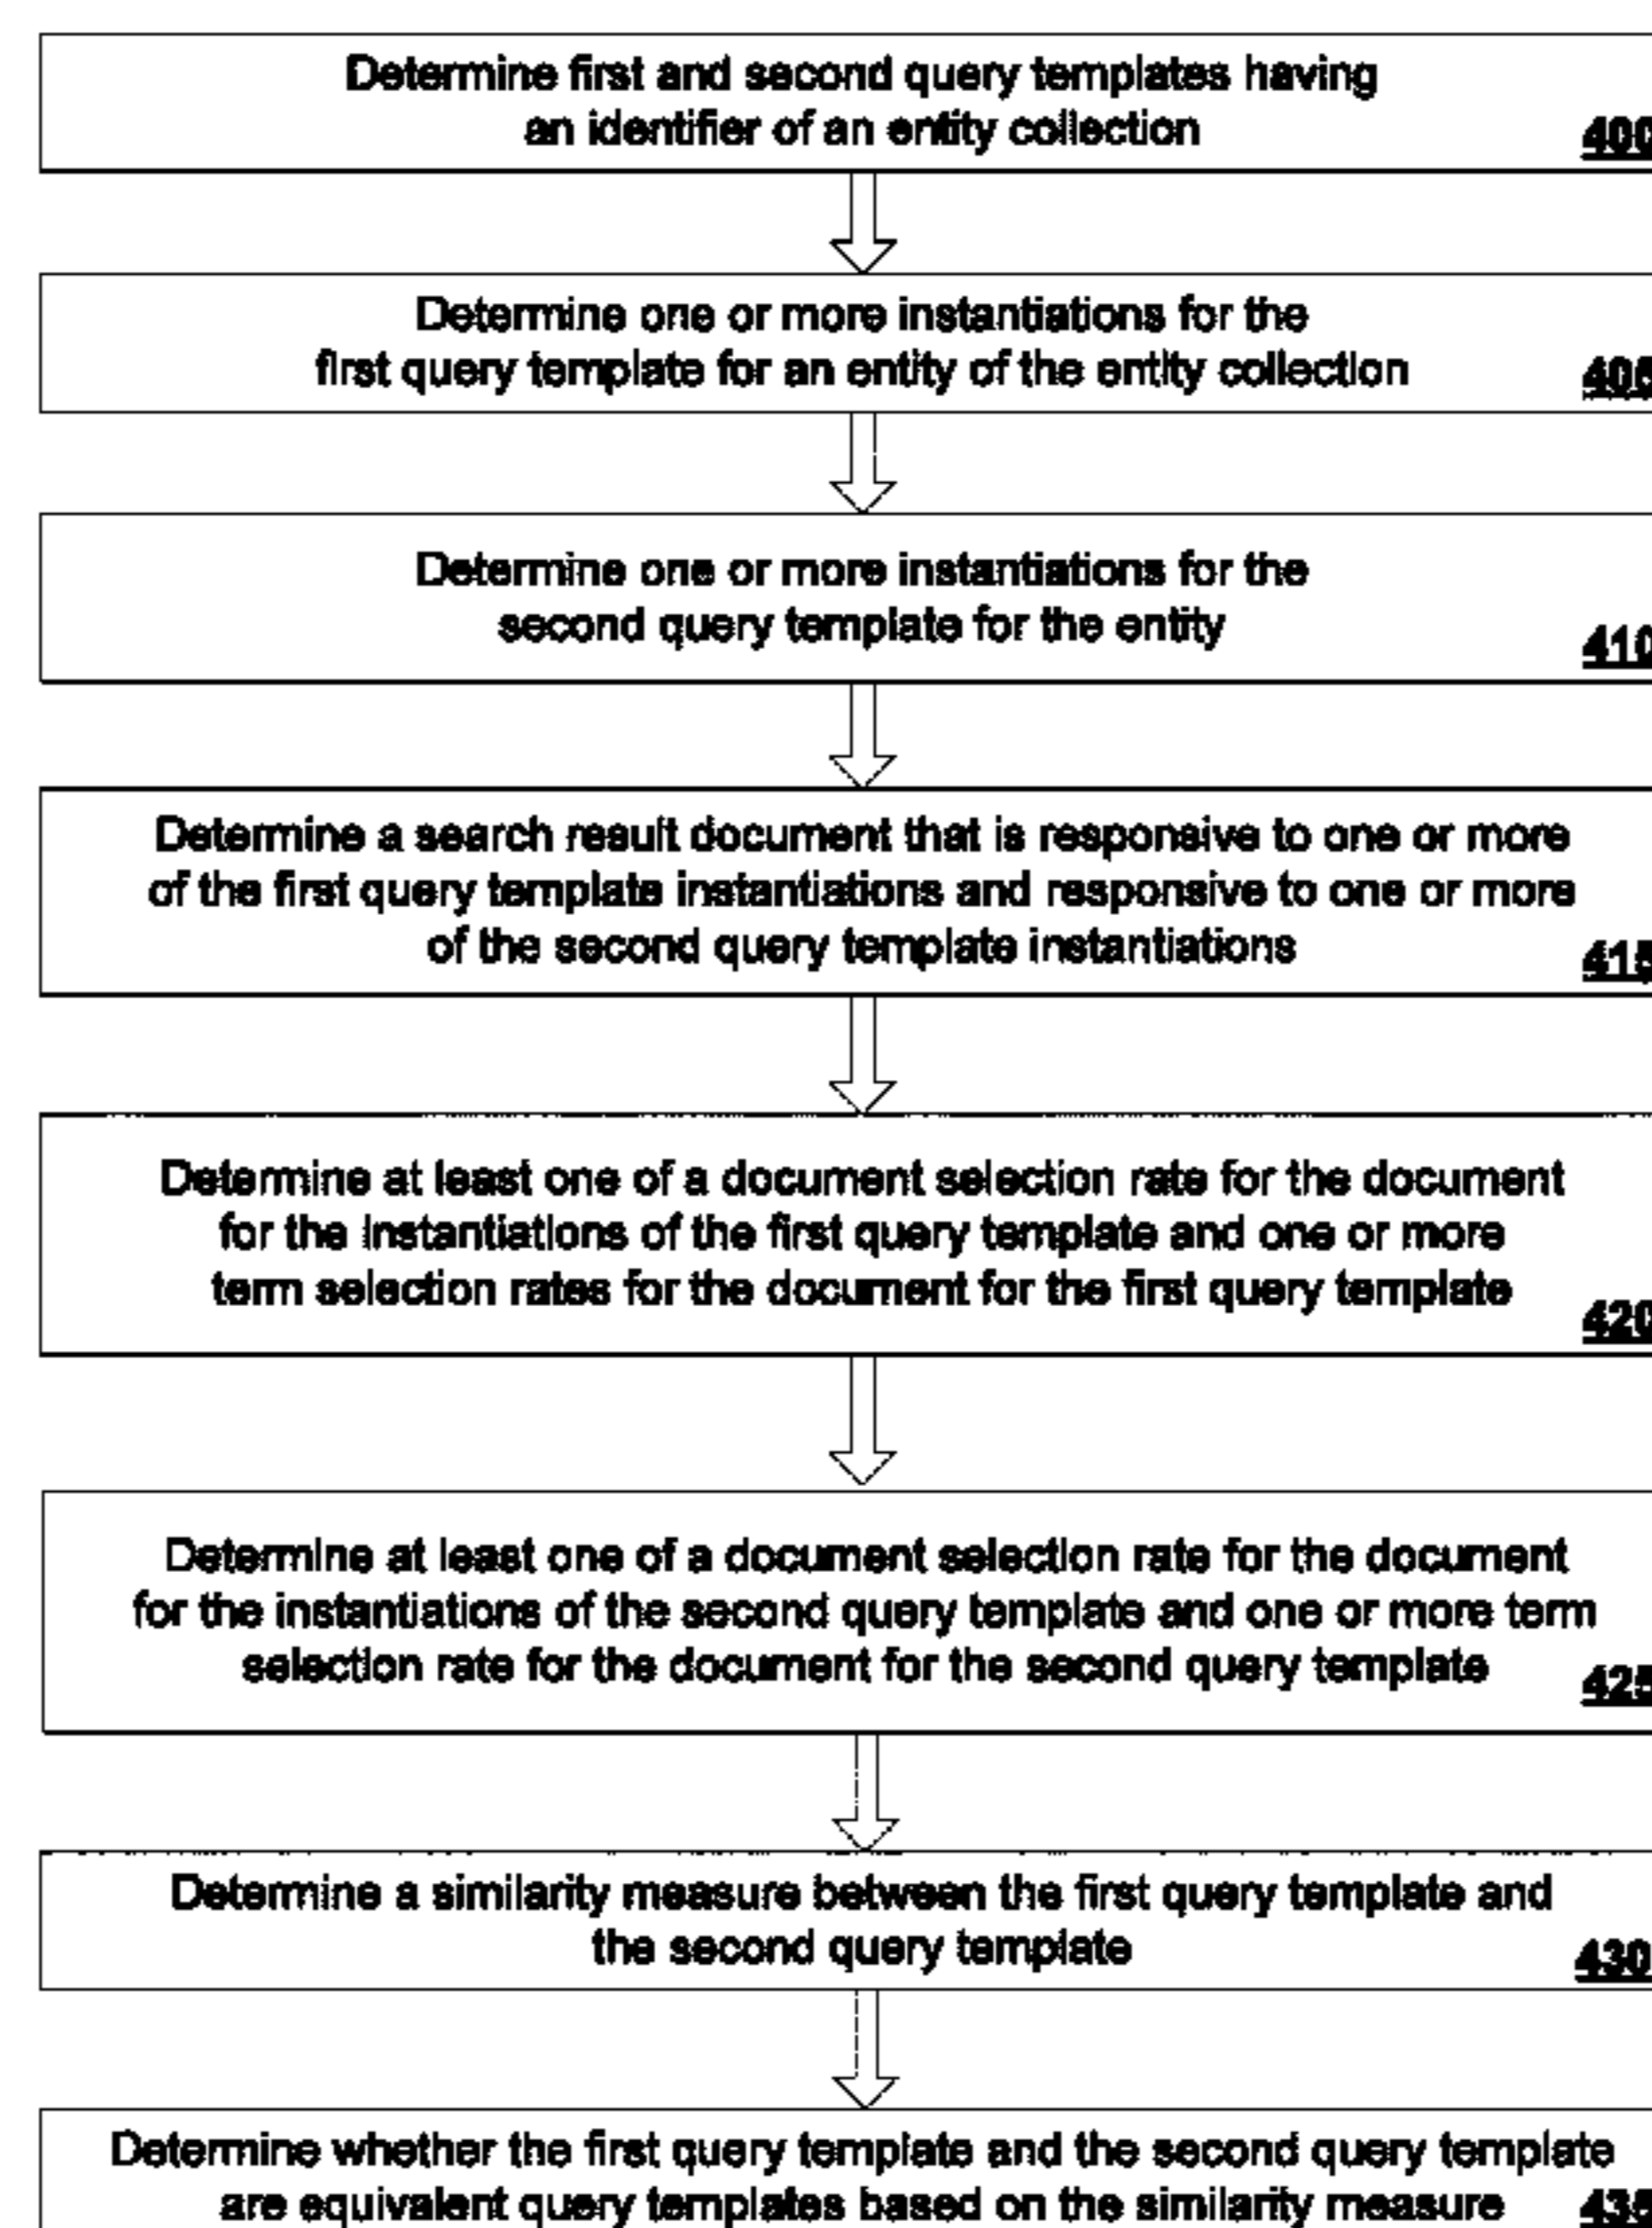 Determine first and second query templates having
an identifier of an entity collection
400
Determine one or more instantiations for the
first query template for an entity of the entity collection
405
Determine one or more instantiations for the
second query template for the entity
410
Determine a search result document that is responsive to one or more
of the first query template instantiations and responsive to one or more
of the second query template instantiations
415
Determine at least one of a document selection rate for the document
for the instantiations of the first query template and one or more
term selection rates for the document for the first query template
420
Determine at least one of a document selection rate for the document
for the instantiations of the second query template and one or more term
selection rate for the document for the second query template
425
Determine a similarity measure between the first query template and
the second query template
430
Determine whether the first query template and the second query template
are equivalent query templates based on the similarity measure
435